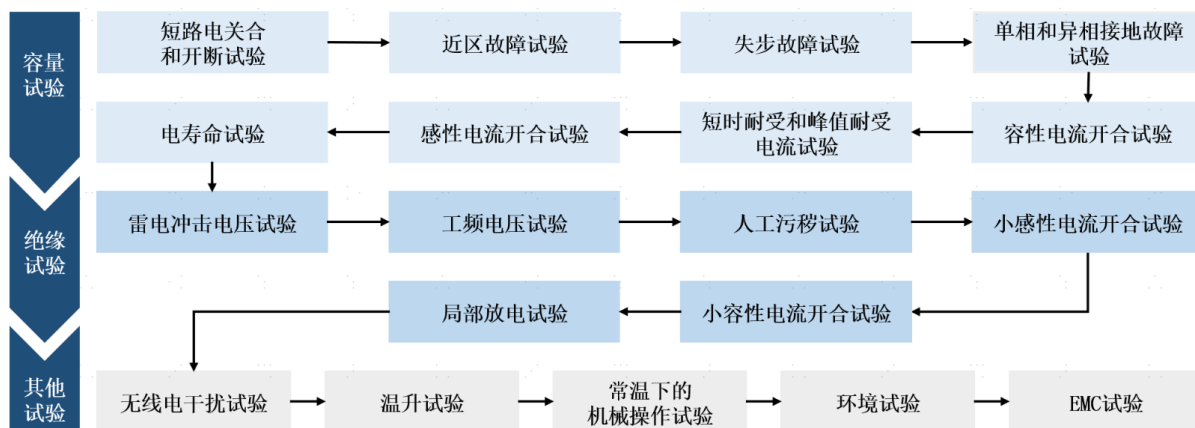 容量
试验
短路电关合
和开断试验
近区故障试验
失步故障试验
单相和异相接地故障
试验
电寿命试验
感性电流开合试验
短时耐受和峰值耐受
电流试验
容性电流开合试验
绝缘
试验
雷电冲击电压试验
工频电压试验
人工污秽试验
小感性电流开合试验
局部放电试验
小容性电流开合试验
其他
试验
无线电干扰试验
温升试验
常温下的
机械操作试验
环境试验
EMC试验